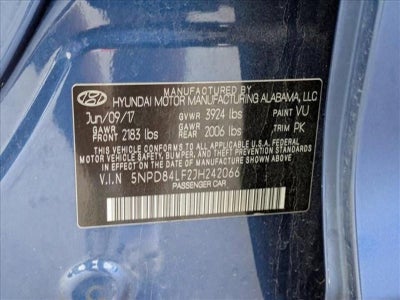 MANUFACTURED BY
HYUNDAI MOTOR MANUFACTURING ALABAMA, LLC
Jun/09/17 GVWR 3924 lbs PAINT VU
GAWR FRONT 2183 lbs GAWR REAR 2006 lbs TRIM PK
THIS VEHICLE CONFORMS TO ALL APPLICABLE U.S. FEDERAL MOTOR
VEHICLE SAFETY, BUMPER, AND THEFT PREVENTION STANDARDS IN
EFFECT ON THE DATE OF MANUFACTURE SHOWN ABOVE.
V.I.N 5NPD84LF2JH242066
PASSENGER CAR